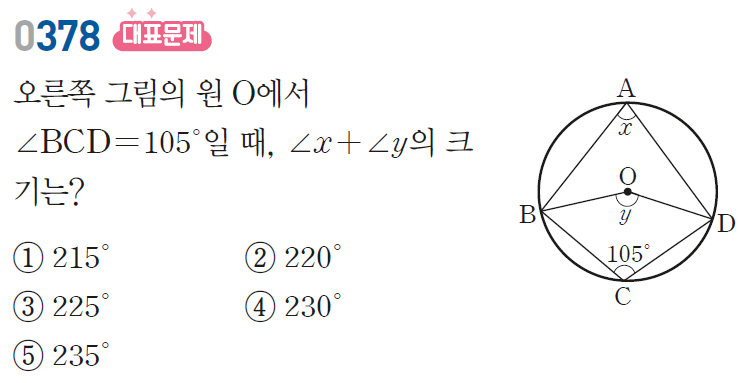 0378 대표문제
오른쪽 그림의 원 O에서
∠BCD=105°일 때, ∠x+∠y의 크
기는?
① 215° ② 220°
③ 225° ④ 230°
⑤ 235°
A
x
O
B y D
105°
C